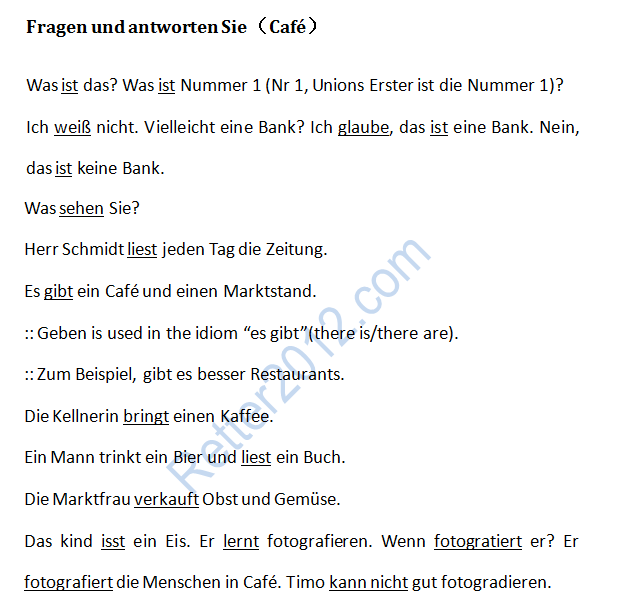 Fragen und antworten Sie（Café）
Was ist das? Was ist Nummer 1 (Nr 1, Unions Erster ist die Nummer 1)?
Ich weiß nicht. Vielleicht eine Bank? Ich glaube, das ist eine Bank. Nein,
das ist keine Bank.
Was sehen Sie?
Herr Schmidt liest jeden Tag die Zeitung.
Es gibt ein Café und einen Marktstand.
:: Geben is used in the idiom “es gibt”(there is/there are).
:: Zum Beispiel, gibt es besser Restaurants.
Die Kellnerin bringt einen Kaffee.
Ein Mann trinkt ein Bier und liest ein Buch.
Die Marktfrau verkauft Obst und Gemüse.
Das kind isst ein Eis. Er lernt fotografieren. Wenn fotogratiert er? Er
fotografiert die Menschen in Café. Timo kann nicht gut fotogradieren.
Retter2012.com